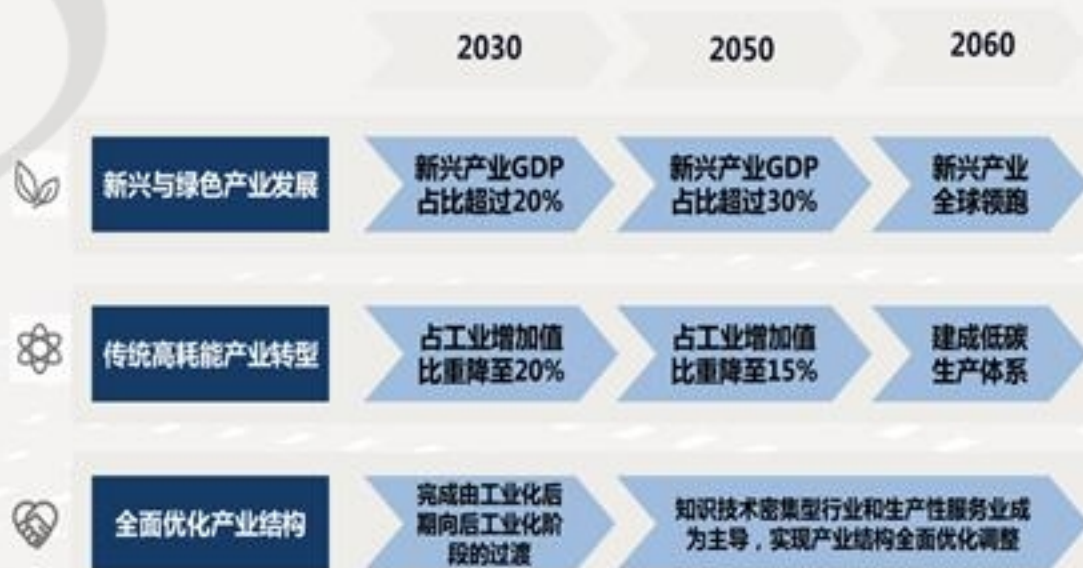 2030
2050
2060
新兴与绿色产业发展
新兴产业GDP
占比超过20%
新兴产业GDP
占比超过30%
新兴产业
全球领跑
传统高耗能产业转型
占工业增加值
比重降至20%
占工业增加值
比重降至15%
建成低碳
生产体系
全面优化产业结构
完成由工业化后
期向后工业化阶
段的过渡
知识技术密集型行业和生产性服务业成
为主导，实现产业结构全面优化调整